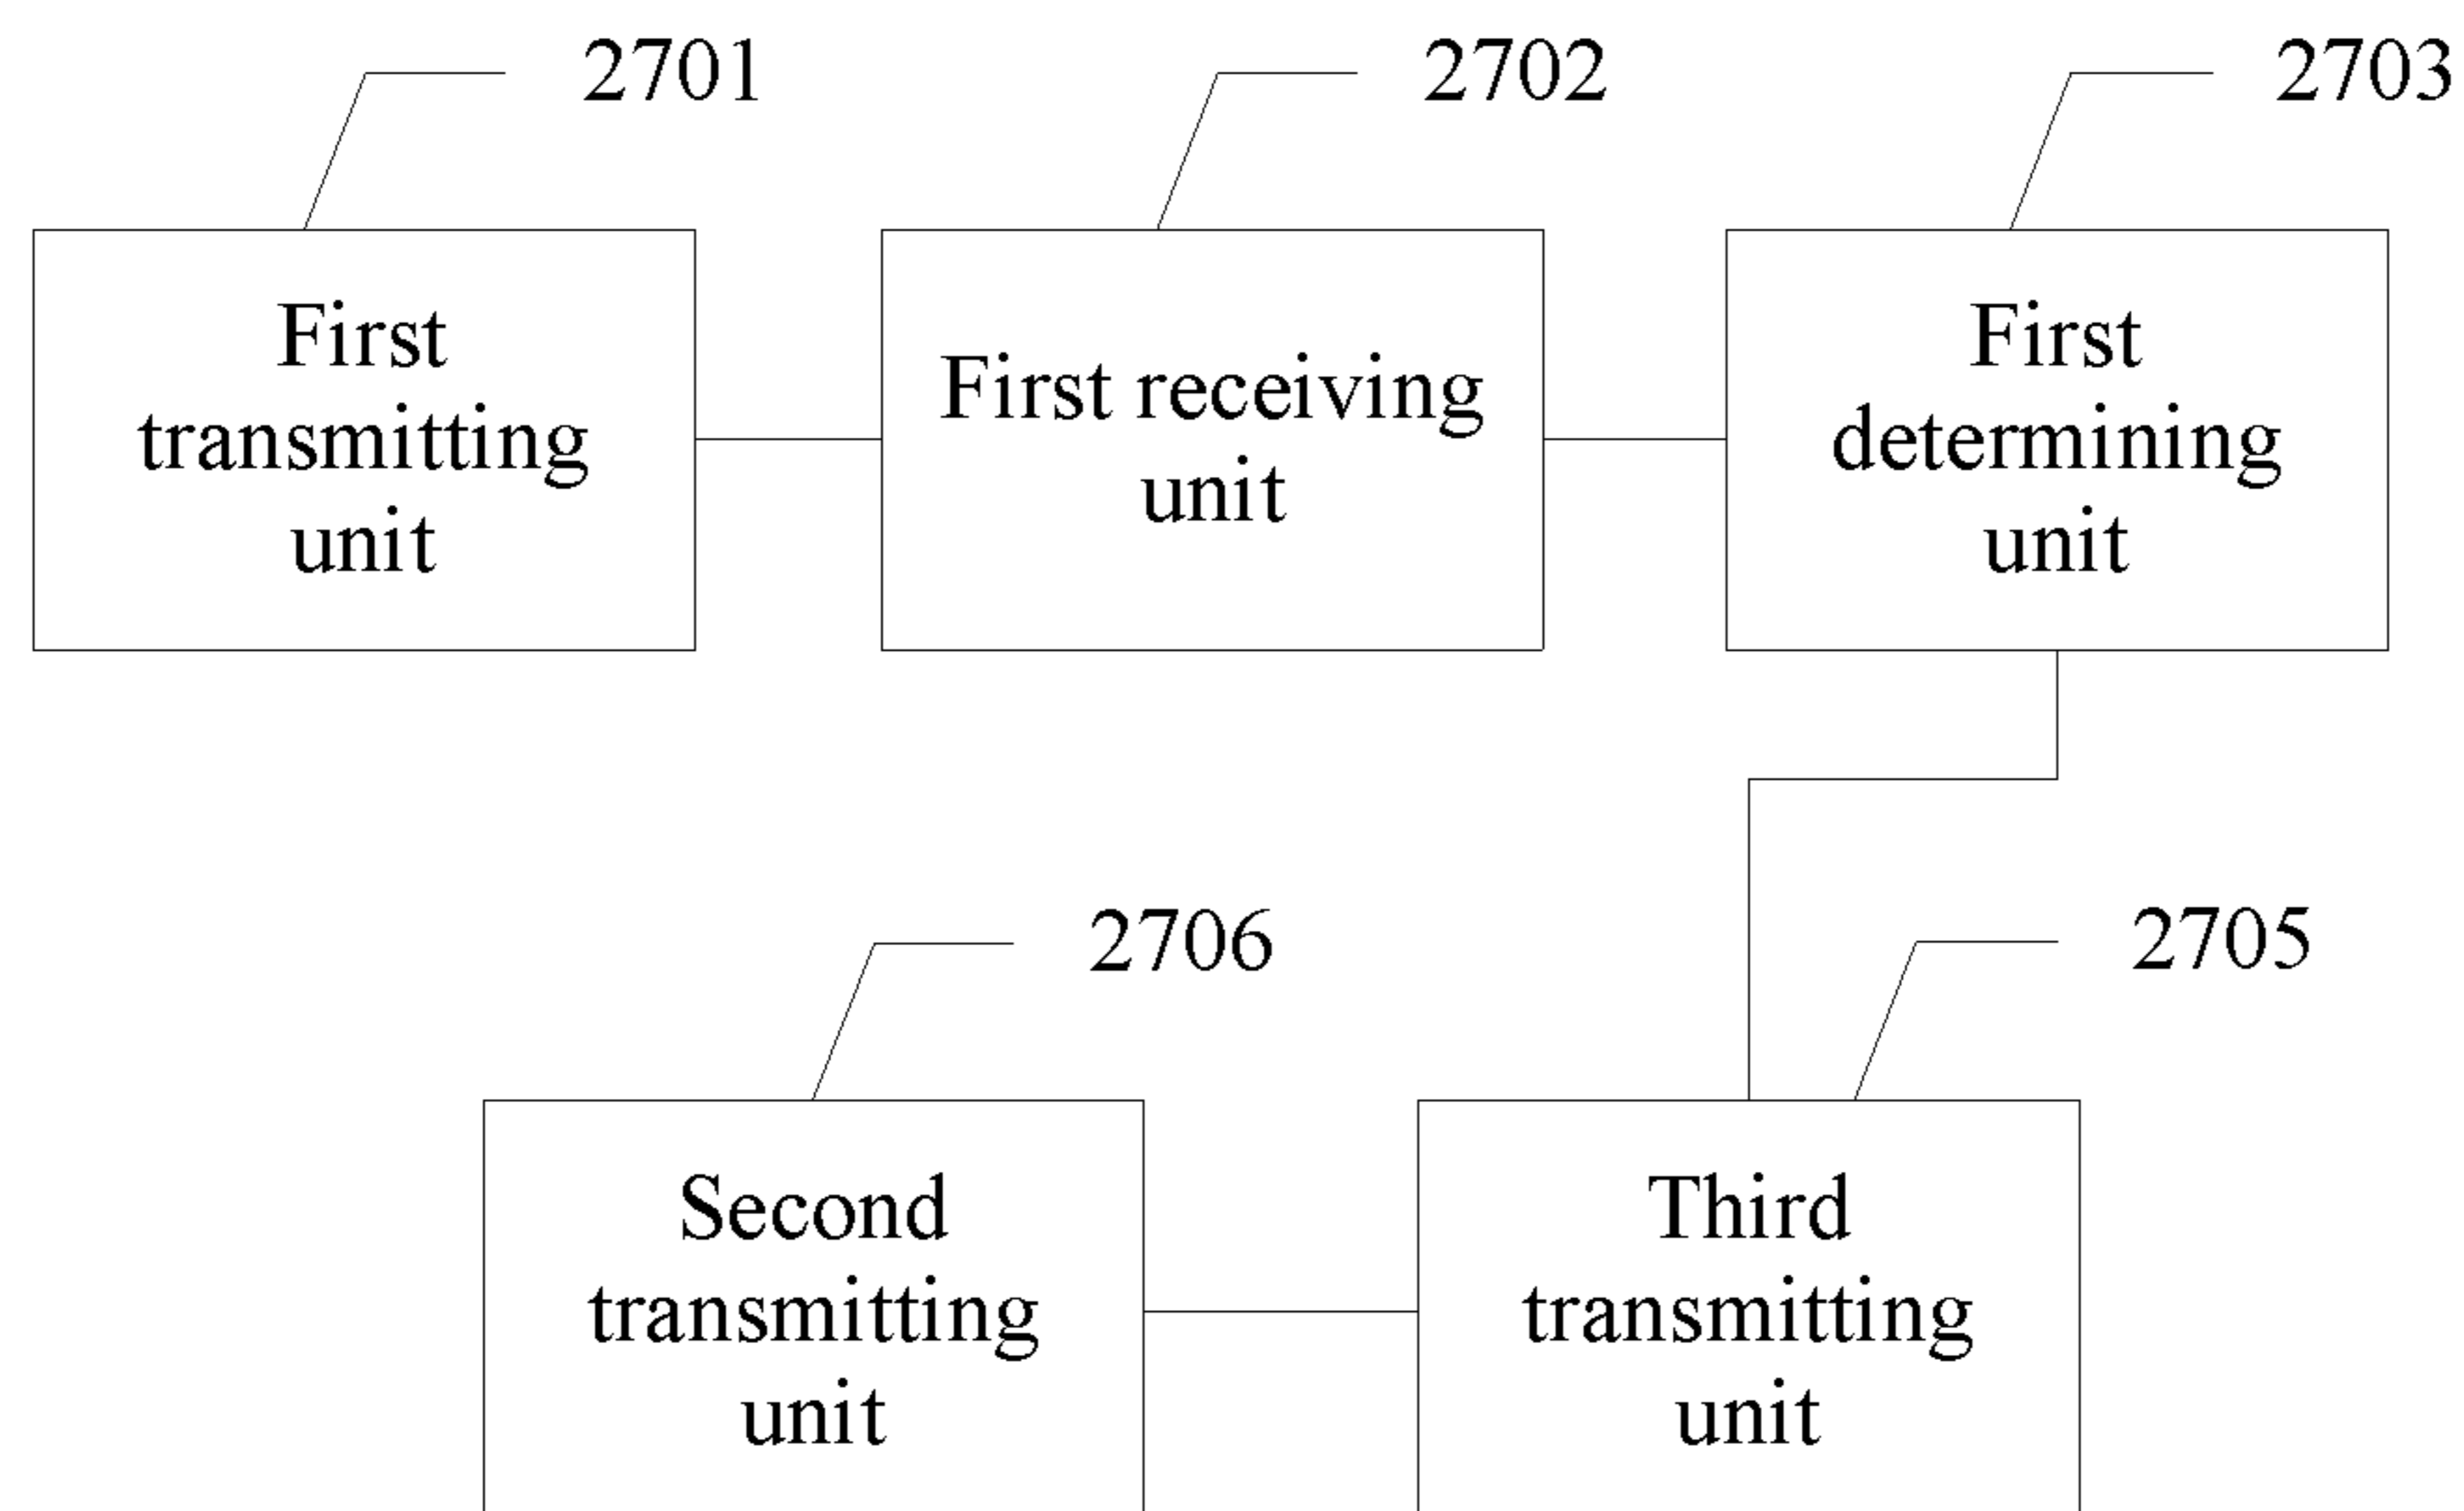 2701
2702
2703
First
transmitting
unit
First receiving
unit
First
determining
unit
2706
2705
Second
transmitting
unit
Third
transmitting
unit